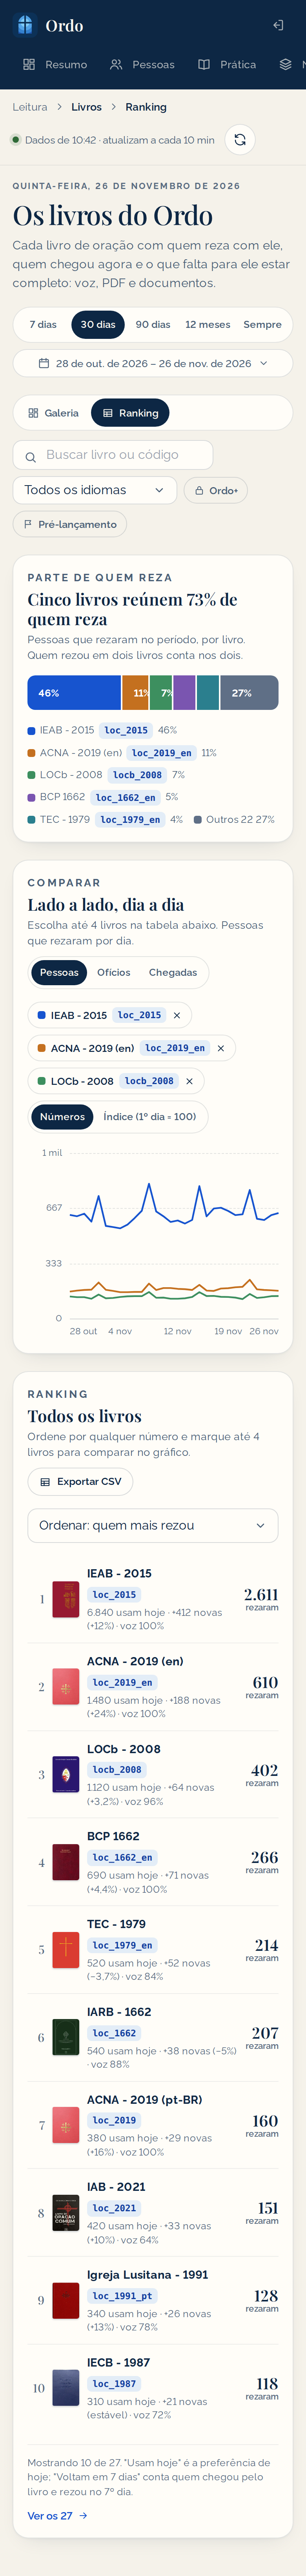 Ordo
Resumo Pessoas Prática
Leitura > Livros > Ranking
Dados de 10:42 · atualizam a cada 10 min
QUINTA-FEIRA, 26 DE NOVEMBRO DE 2026
Os livros do Ordo
Cada livro de oração com quem reza com ele,
quem chegou agora e o que falta para ele estar
completo: voz, PDF e documentos.
7 dias 30 dias 90 dias 12 meses Sempre
28 de out. de 2026 – 26 de nov. de 2026
Galeria Ranking
Buscar livro ou código
Todos os idiomas Ordo+
Pré-lançamento
PARTE DE QUEM REZA
Cinco livros reúnem 73% de
quem reza
Pessoas que rezaram no período, por livro.
Quem rezou em dois livros conta nos dois.
46% 11% 7% 27%
IEAB - 2015 loc_2015 46%
ACNA - 2019 (en) loc_2019_en 11%
LOCb - 2008 locb_2008 7%
BCP 1662 loc_1662_en 5%
TEC - 1979 loc_1979_en 4% Outros 22 27%
COMPARAR
Lado a lado, dia a dia
Escolha até 4 livros na tabela abaixo. Pessoas
que rezaram por dia.
Pessoas Ofícios Chegadas
IEAB - 2015 loc_2015 ×
ACNA - 2019 (en) loc_2019_en ×
LOCb - 2008 locb_2008 ×
Números Índice (1º dia = 100)
1 mil
667
333
0
28 out 4 nov 12 nov 19 nov 26 nov
RANKING
Todos os livros
Ordene por qualquer número e marque até 4
livros para comparar no gráfico.
Exportar CSV
Ordenar: quem mais rezou
1 IEAB - 2015
loc_2015
6.840 usam hoje · +412 novas
(+12%) · voz 100%
2.611
rezaram
2 ACNA - 2019 (en)
loc_2019_en
1.480 usam hoje · +188 novas
(+24%) · voz 100%
610
rezaram
3 LOCb - 2008
locb_2008
1.120 usam hoje · +64 novas
(+3,2%) · voz 96%
402
rezaram
4 BCP 1662
loc_1662_en
690 usam hoje · +71 novas
(+4,4%) · voz 100%
266
rezaram
5 TEC - 1979
loc_1979_en
520 usam hoje · +52 novas
(−3,7%) · voz 84%
214
rezaram
6 IARB - 1662
loc_1662
540 usam hoje · +38 novas (−5%)
· voz 88%
207
rezaram
7 ACNA - 2019 (pt-BR)
loc_2019
380 usam hoje · +29 novas
(+16%) · voz 100%
160
rezaram
8 IAB - 2021
loc_2021
420 usam hoje · +33 novas
(+10%) · voz 64%
151
rezaram
9 Igreja Lusitana - 1991
loc_1991_pt
340 usam hoje · +26 novas
(+13%) · voz 78%
128
rezaram
10 IECB - 1987
loc_1987
310 usam hoje · +21 novas
(estável) · voz 72%
118
rezaram
Mostrando 10 de 27. "Usam hoje" é a preferência de
hoje; "Voltam em 7 dias" conta quem chegou pelo
livro e rezou no 7º dia.
Ver os 27 →